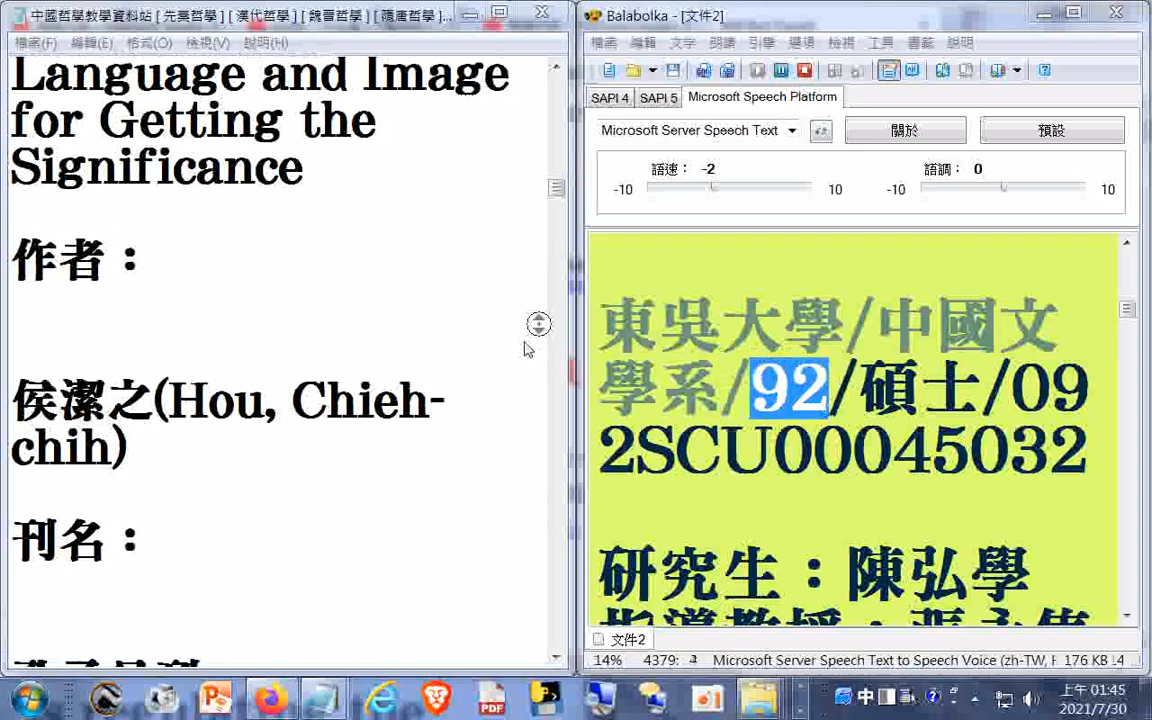 中國哲學教學資料站 [ 先秦哲學 ] [ 漢代哲學 ] [ 魏晉哲學 ] [ 隋唐哲學 ]...
檔案(F) 編輯(E) 格式(O) 檢視(V) 說明(H)
Language and Image
for Getting the
Significance
作者：
侯潔之(Hou, Chieh-
chih)
刊名：
Balabolka - [文件2]
檔案 編輯 文字 朗讀 引擎 選項 檢視 工具 書籤 說明
SAPI 4 SAPI 5 Microsoft Speech Platform
Microsoft Server Speech Text 關於 預設
語速： -2 語調： 0
-10 10 -10 10
東吳大學/中國文
學系/92/碩士/09
2SCU00045032
研究生：陳弘學
指導教授：
文件2
14% 4379: Microsoft Server Speech Text to Speech Voice (zh-TW, 176 KB
PDF 中 上午 01:45
2021/7/30